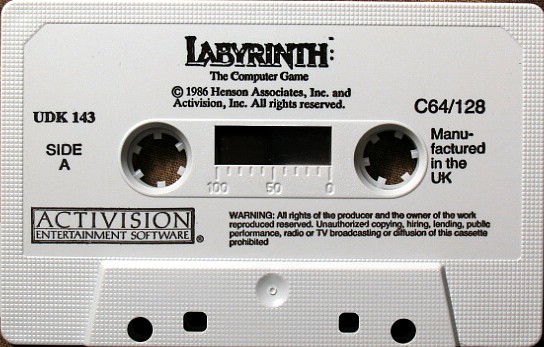 LABYRINTH:
The Computer Game
© 1986 Henson Associates, Inc. and
Activision, Inc. All rights reserved.
UDK 143
C64/128
SIDE
A
Manu-
factured
in the
UK
100 50 0
ACTIVISION
ENTERTAINMENT SOFTWARE
®
WARNING: All rights of the producer and the owner of the work
reproduced reserved. Unauthorized copying, hiring, lending, public
performance, radio or TV broadcasting or diffusion of this cassette
prohibited